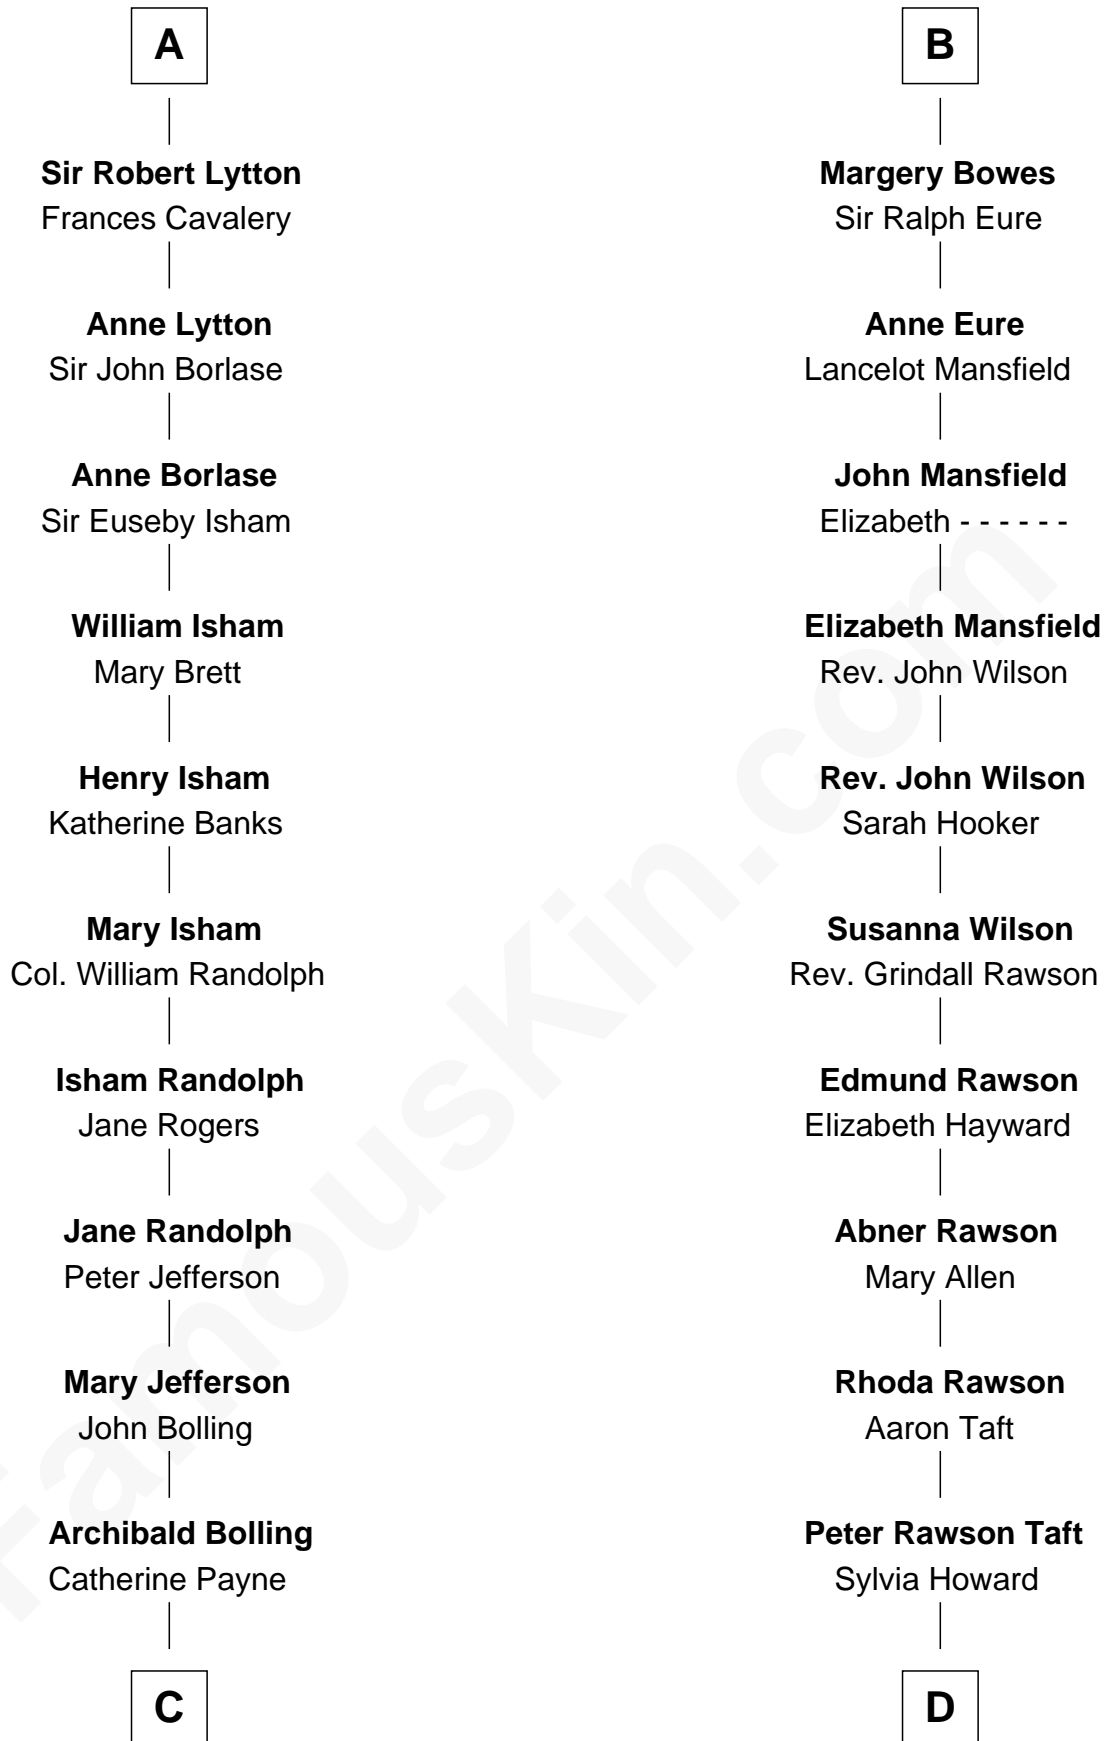 A
Sir Robert Lytton
Frances Cavalery
Anne Lytton
Sir John Borlase
Anne Borlase
Sir Euseby Isham
William Isham
Mary Brett
Henry Isham
Katherine Banks
Mary Isham
Col. William Randolph
Isham Randolph
Jane Rogers
Jane Randolph
Peter Jefferson
Mary Jefferson
John Bolling
Archibald Bolling
Catherine Payne
C
B
Margery Bowes
Sir Ralph Eure
Anne Eure
Lancelot Mansfield
John Mansfield
Elizabeth - - - - - -
Elizabeth Mansfield
Rev. John Wilson
Rev. John Wilson
Sarah Hooker
Susanna Wilson
Rev. Grindall Rawson
Edmund Rawson
Elizabeth Hayward
Abner Rawson
Mary Allen
Rhoda Rawson
Aaron Taft
Peter Rawson Taft
Sylvia Howard
D
FamousKin.com